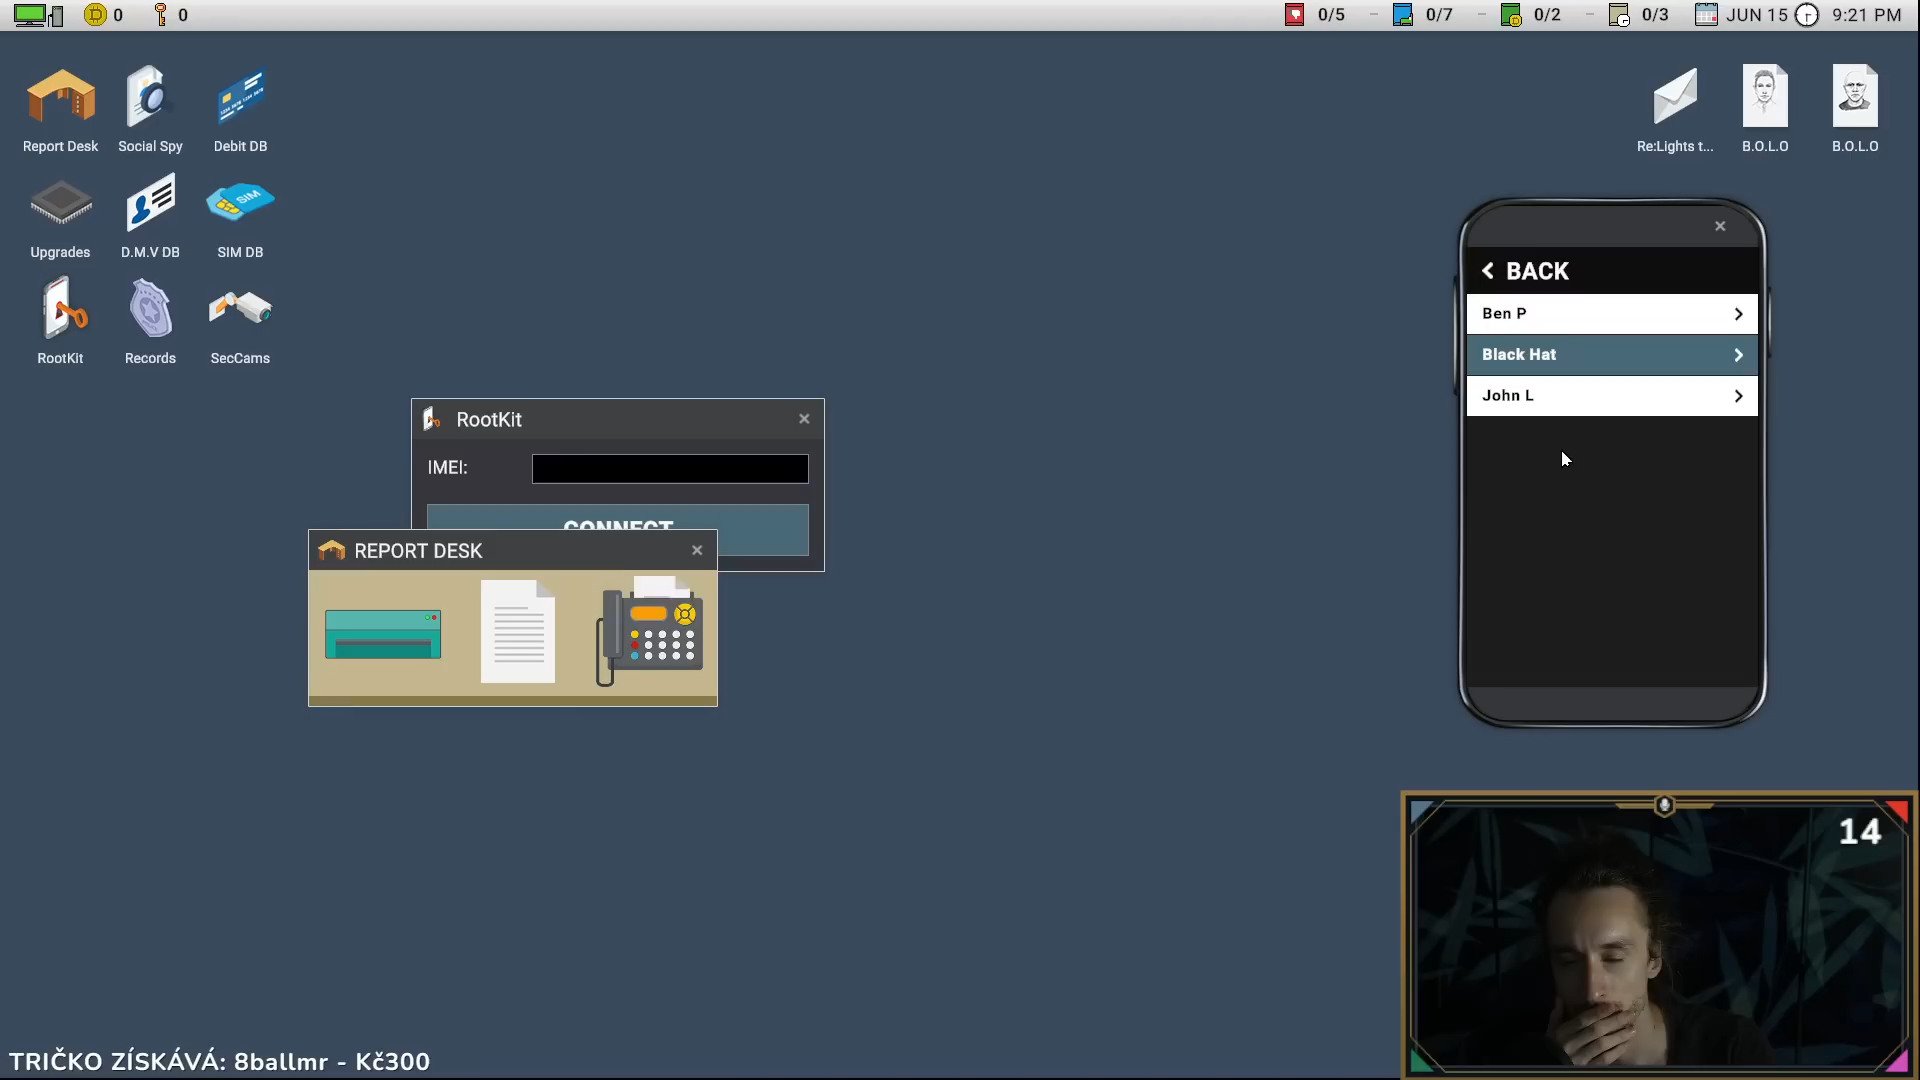 0
0
0/5
0/7
0/2
0/3
JUN 15
9:21 PM
Report Desk
Social Spy
Debit DB
Re:Lights t...
B.O.L.O
B.O.L.O
Upgrades
D.M.V DB
SIM DB
RootKit
Records
SecCams
BACK
Ben P
Black Hat
John L
RootKit
IMEI:
CONNECT
REPORT DESK
14
TRIČKO ZÍSKÁVÁ: 8ballmr - Kč300